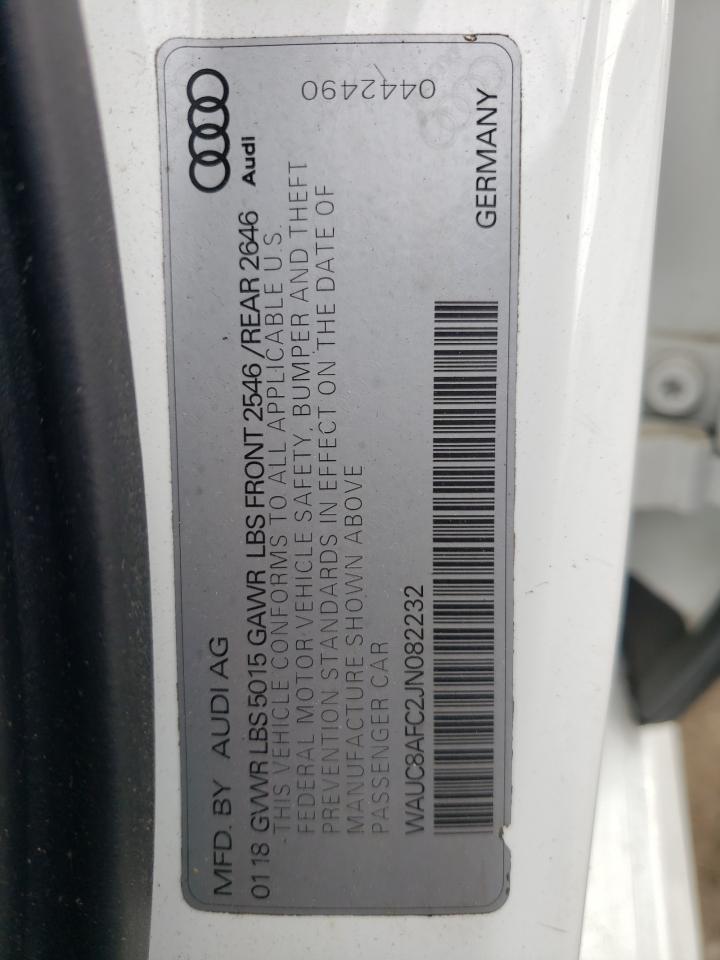 MFD. BY AUDI AG
0118 GVWR LBS 5015 GAWR LBS FRONT 2546 /REAR 2646
THIS VEHICLE CONFORMS TO ALL APPLICABLE U.S.
FEDERAL MOTOR VEHICLE SAFETY, BUMPER AND THEFT
PREVENTION STANDARDS IN EFFECT ON THE DATE OF
MANUFACTURE SHOWN ABOVE
PASSENGER CAR
WAUC8AFC2JN082232
Audi
0442490
GERMANY